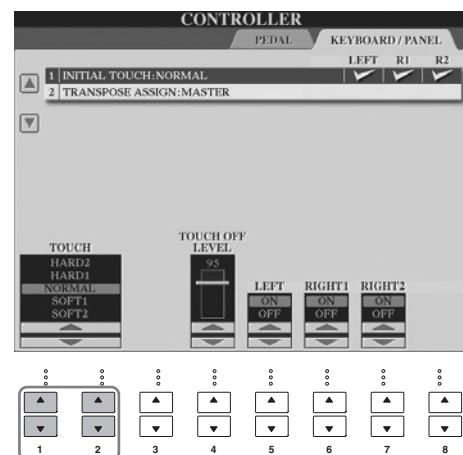 CONTROLLER
PEDAL KEYBOARD / PANEL
LEFT R1 R2
1 INITIAL TOUCH:NORMAL
2 TRANSPOSE ASSIGN:MASTER
TOUCH
HARD2
HARD1
NORMAL
SOFT1
SOFT2
TOUCH OFF
LEVEL
95
LEFT
ON
OFF
RIGHT1
ON
OFF
RIGHT2
ON
OFF
1 2 3 4 5 6 7 8